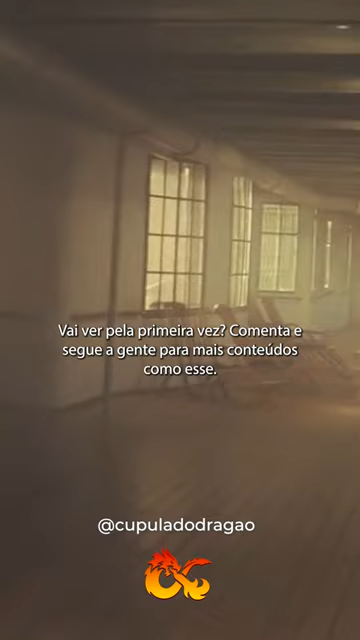 Vai ver pela primeira vez? Comenta e
segue a gente para mais conteúdos
como esse.
@cupuladodragao